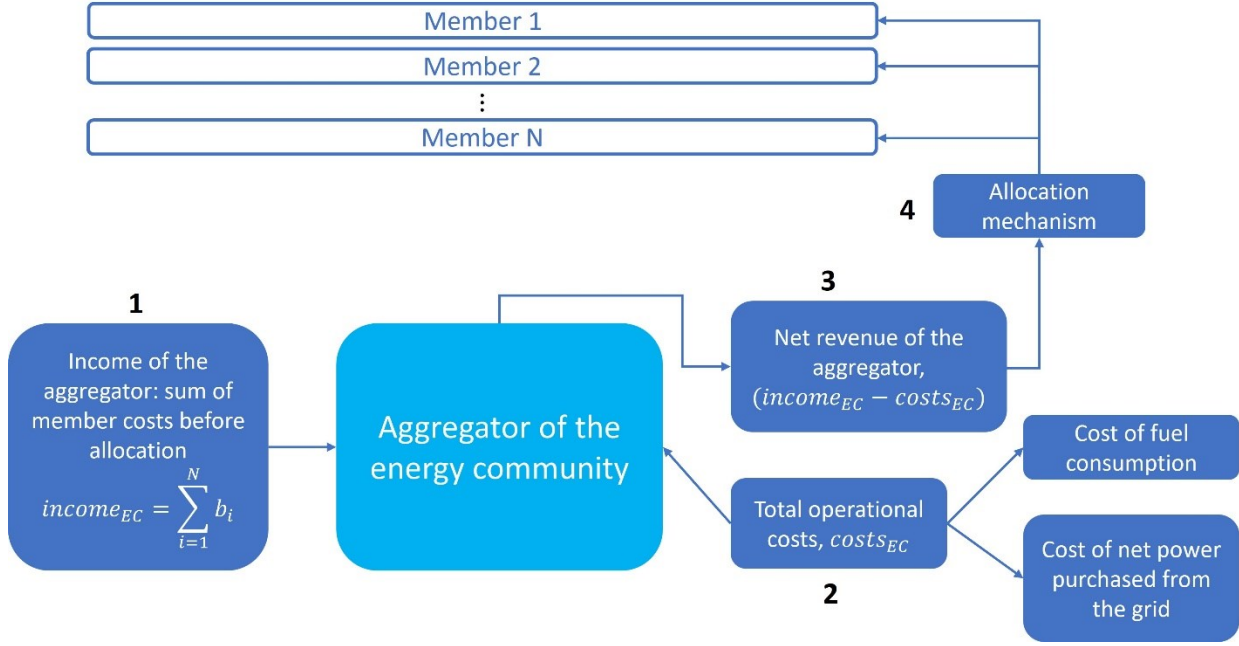 Member 1
Member 2
⋮
Member N
4
Allocation
mechanism
1
Income of the
aggregator: sum of
member costs before
allocation
N
income_EC = ∑ b_i
i=1
Aggregator of the
energy community
3
Net revenue of the
aggregator,
(income_EC − costs_EC)
Total operational
costs, costs_EC
2
Cost of fuel
consumption
Cost of net power
purchased from
the grid